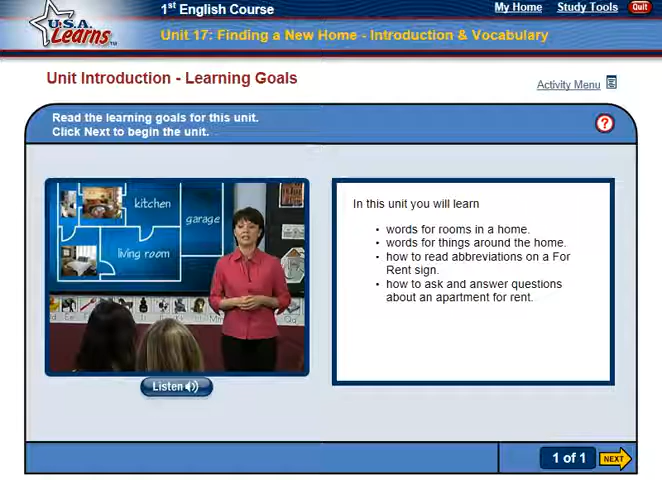 U.S.A.
Learns™
1st English Course
My Home
Study Tools
Quit
Unit 17: Finding a New Home - Introduction & Vocabulary
Unit Introduction - Learning Goals
Activity Menu
Read the learning goals for this unit.
Click Next to begin the unit.
?
kitchen
garage
living room
Listen
In this unit you will learn
• words for rooms in a home.
• words for things around the home.
• how to read abbreviations on a For
Rent sign.
• how to ask and answer questions
about an apartment for rent.
1 of 1
NEXT